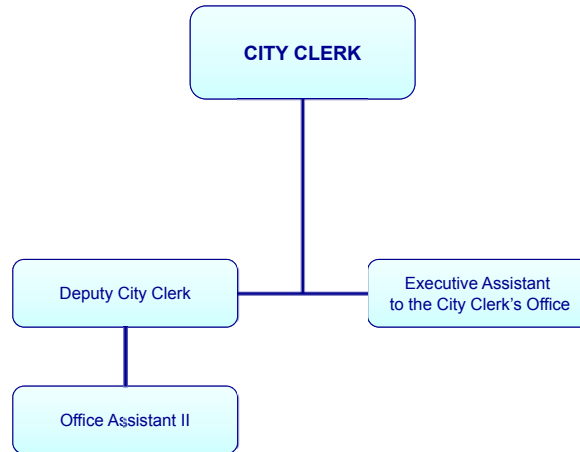 CITY CLERK
Deputy City Clerk
Executive Assistant
to the City Clerk’s Office
Office Assistant II